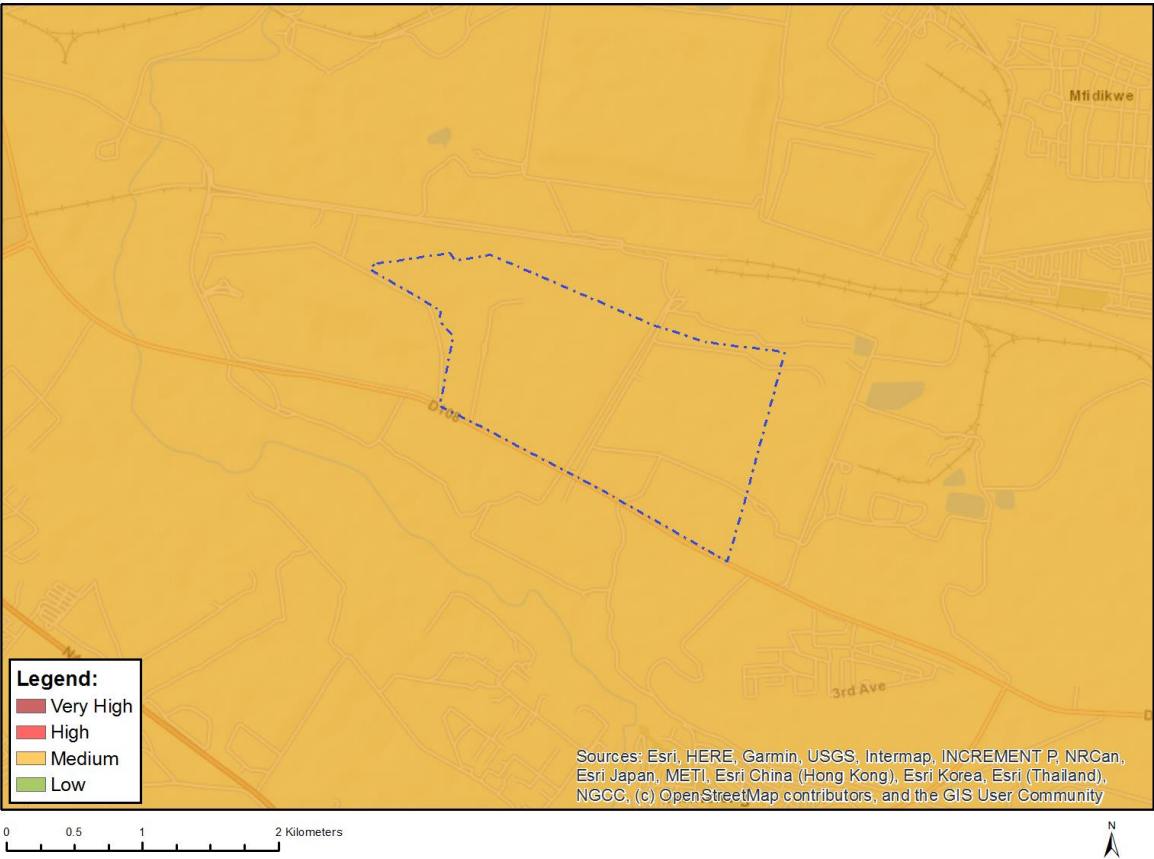 Mfidikwe
D108
N4
3rd Ave
D
Legend:
Very High
High
Medium
Low
Sources: Esri, HERE, Garmin, USGS, Intermap, INCREMENT P, NRCan,
Esri Japan, METI, Esri China (Hong Kong), Esri Korea, Esri (Thailand),
NGCC, (c) OpenStreetMap contributors, and the GIS User Community
0 0.5 1 2 Kilometers
N